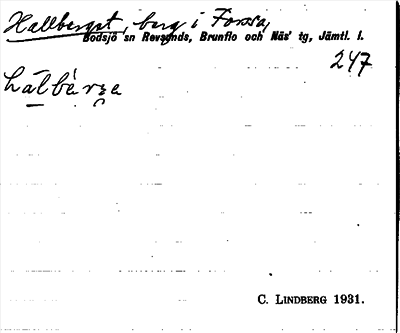 Hallberget, berg i Forsa,
Bodsjö sn Revsunds, Brunflo och Näs' tg, Jämtl. l.
247
C. LINDBERG 1931.